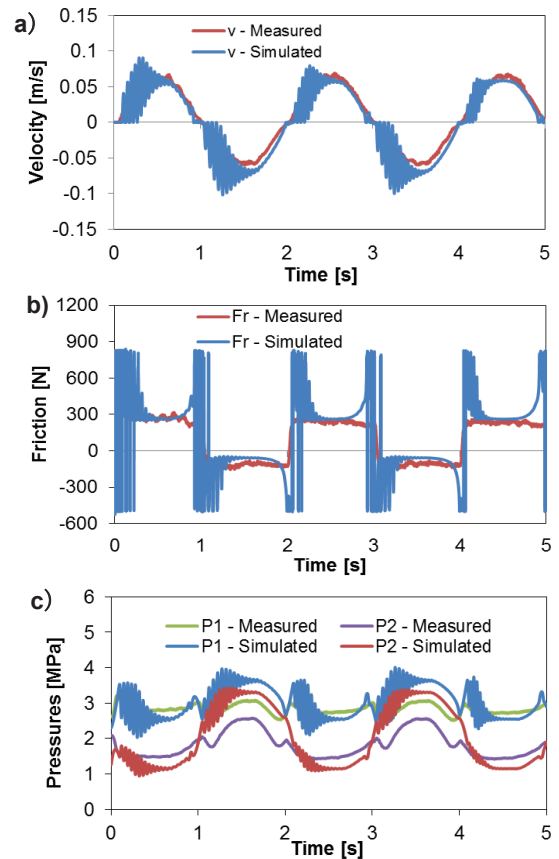 a)
v - Measured
v - Simulated
0.15
0.1
0.05
0
-0.05
-0.1
-0.15
Velocity [m/s]
0 1 2 3 4 5
Time [s]
b)
Fr - Measured
Fr - Simulated
1200
900
600
300
0
-300
-600
Friction [N]
0 1 2 3 4 5
Time [s]
c)
P1 - Measured P2 - Measured
P1 - Simulated P2 - Simulated
6
5
4
3
2
1
0
Pressures [MPa]
0 1 2 3 4 5
Time [s]